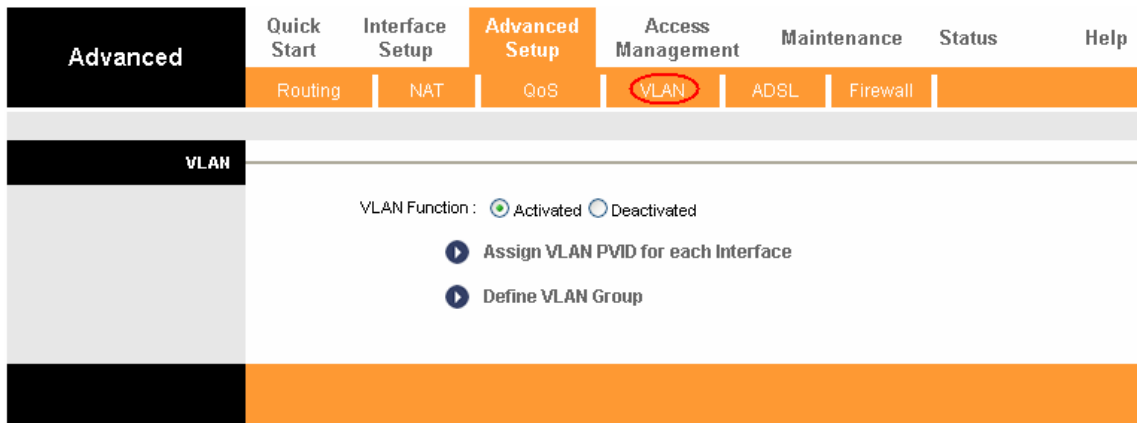 Advanced
Quick Start
Interface Setup
Advanced Setup
Access Management
Maintenance
Status
Help
Routing
NAT
QoS
VLAN
ADSL
Firewall
VLAN
VLAN Function : Activated Deactivated
Assign VLAN PVID for each Interface
Define VLAN Group